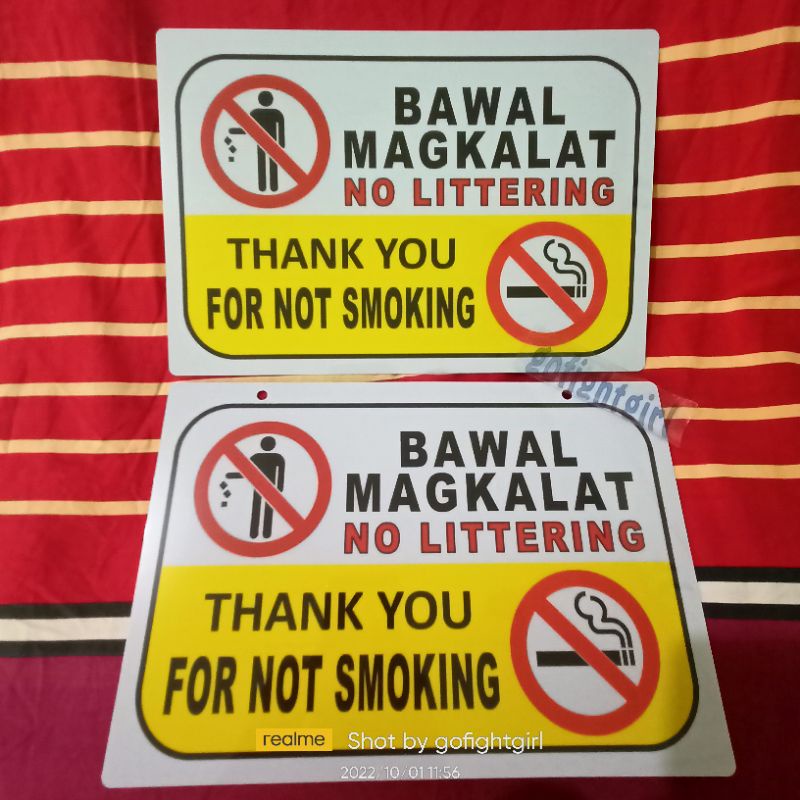 BAWAL
MAGKALAT
NO LITTERING
THANK YOU
FOR NOT SMOKING
gofightgirl
BAWAL
MAGKALAT
NO LITTERING
THANK YOU
FOR NOT SMOKING
realme Shot by gofightgirl
2022/10/01 11:56